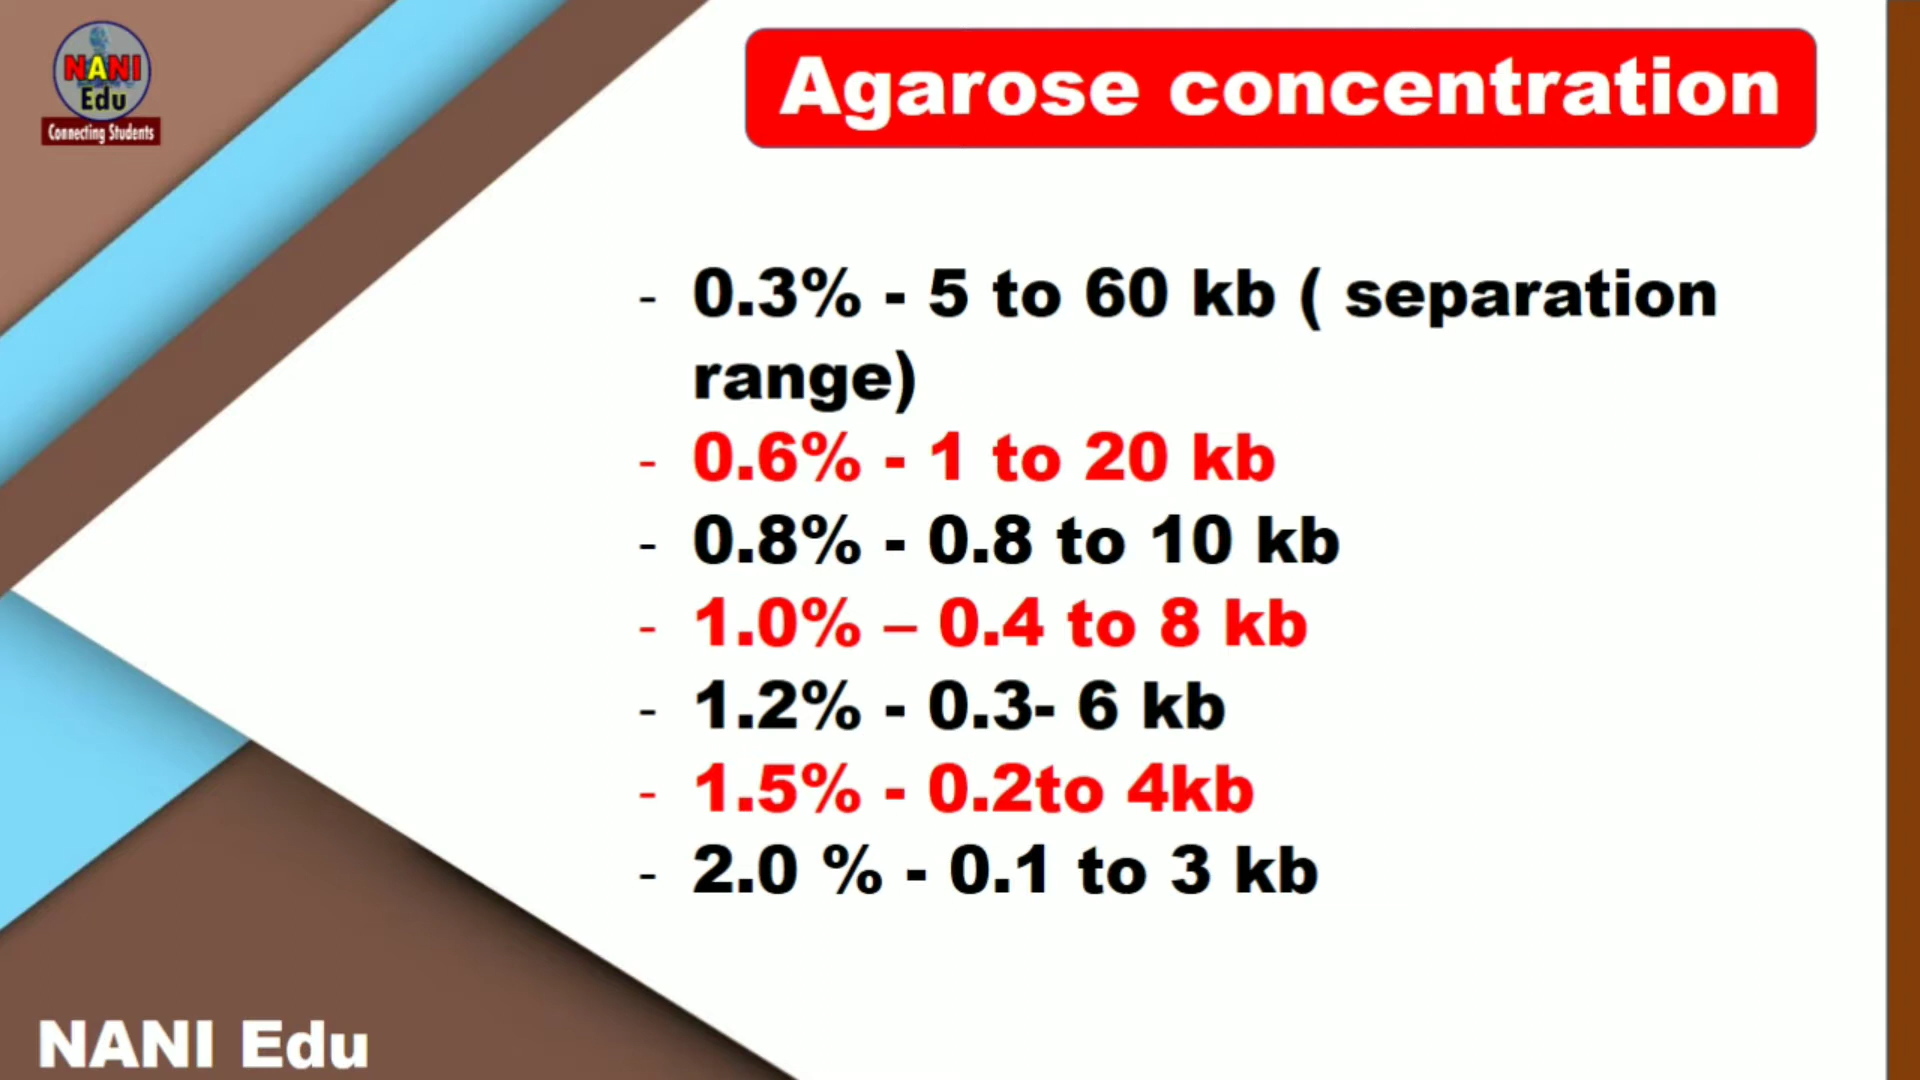 NANI
Edu
Connecting Students
Agarose concentration
- 0.3% - 5 to 60 kb ( separation
range)
- 0.6% - 1 to 20 kb
- 0.8% - 0.8 to 10 kb
- 1.0% – 0.4 to 8 kb
- 1.2% - 0.3- 6 kb
- 1.5% - 0.2to 4kb
- 2.0 % - 0.1 to 3 kb
NANI Edu